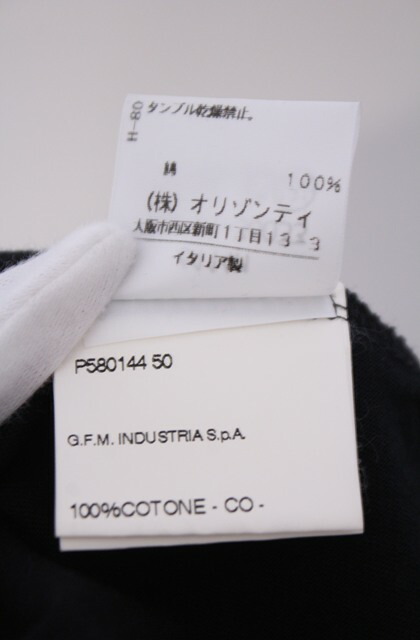 H-80
タンブル乾燥禁止。
綿 100%
(株) オリゾンティ
大阪市西区新町1丁目13-3
イタリア製
P580144 50
G.F.M. INDUSTRIA S.p.A.
100%COTONE - CO -